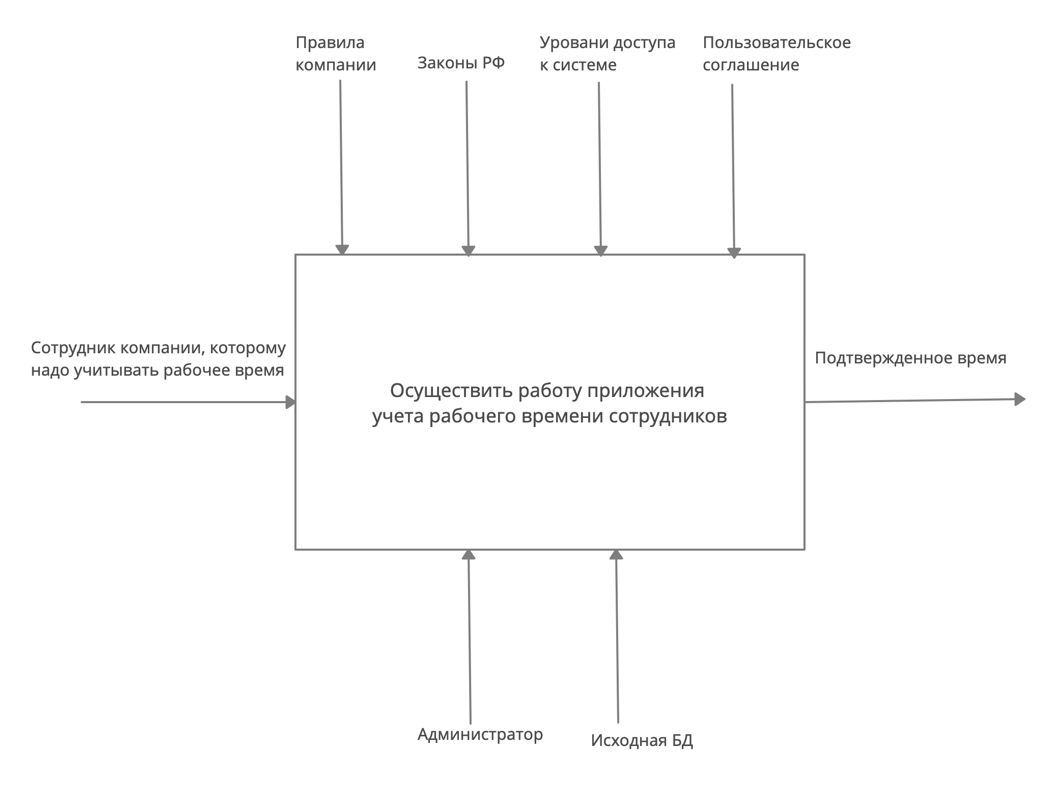 Правила
компании
Законы РФ
Уровани доступа
к системе
Пользовательское
соглашение
Сотрудник компании, которому
надо учитывать рабочее время
Осуществить работу приложения
учета рабочего времени сотрудников
Подтвержденное время
Администратор
Исходная БД